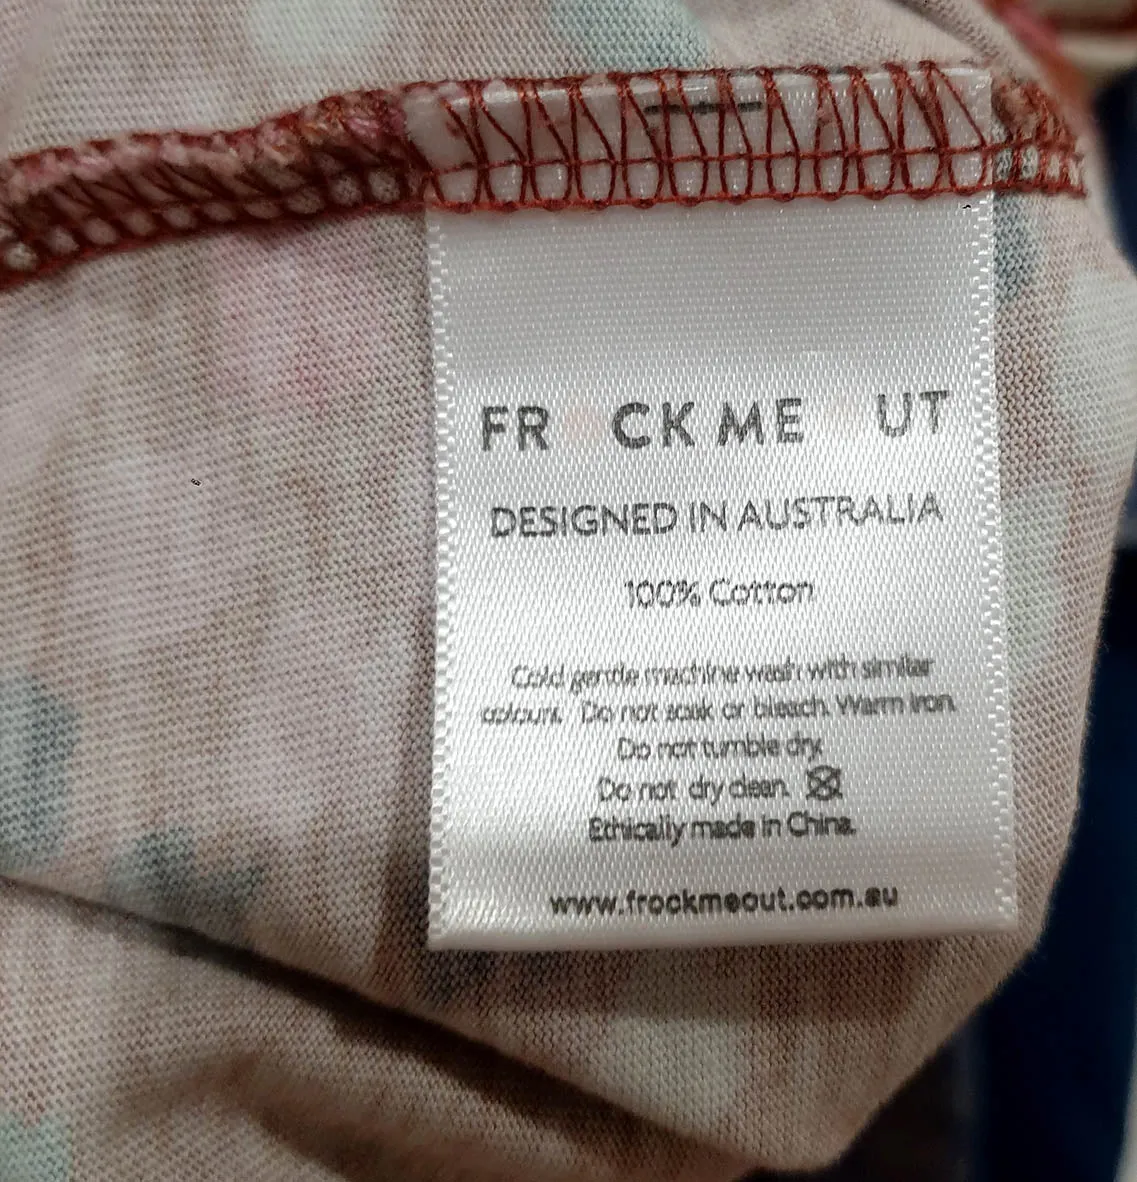 FR CK ME UT
DESIGNED IN AUSTRALIA
100% Cotton
Cold gentle machine wash with similar
colours. Do not soak or bleach. Warm iron.
Do not tumble dry.
Do not dry clean.
Ethically made in China.
www.frockmeout.com.au